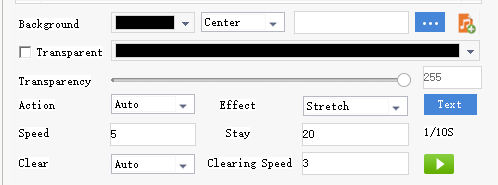 Background Center ...
Transparent
Transparency 255
Action Auto Effect Stretch Text
Speed 5 Stay 20 1/10S
Clear Auto Clearing Speed 3